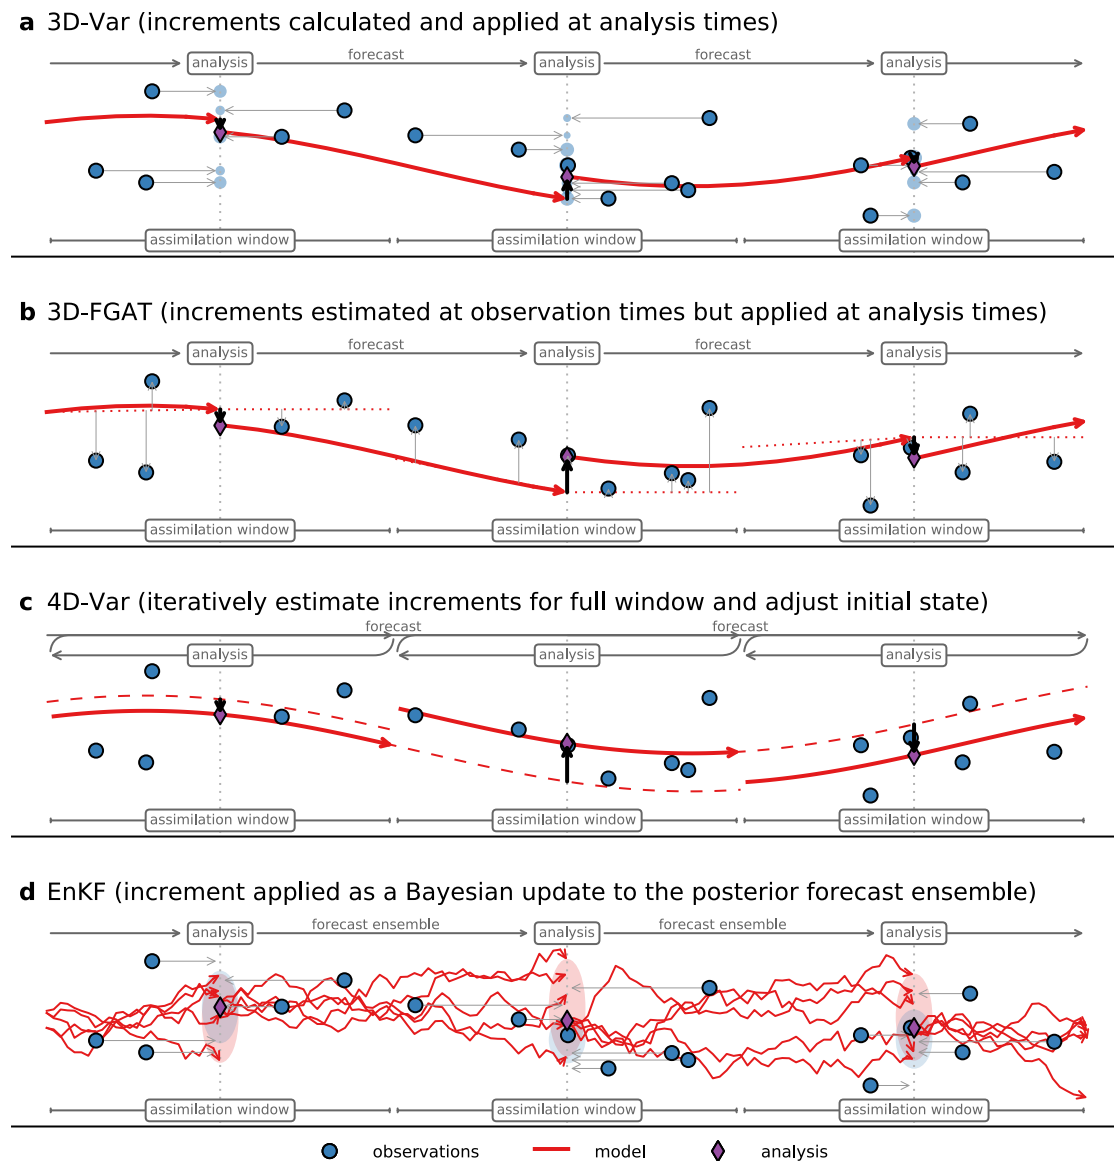 a 3D-Var (increments calculated and applied at analysis times)
analysis forecast analysis forecast analysis
assimilation window assimilation window assimilation window
b 3D-FGAT (increments estimated at observation times but applied at analysis times)
analysis forecast analysis forecast analysis
assimilation window assimilation window assimilation window
c 4D-Var (iteratively estimate increments for full window and adjust initial state)
forecast forecast
analysis analysis analysis
assimilation window assimilation window assimilation window
d EnKF (increment applied as a Bayesian update to the posterior forecast ensemble)
analysis forecast ensemble analysis forecast ensemble analysis
assimilation window assimilation window assimilation window
observations model analysis